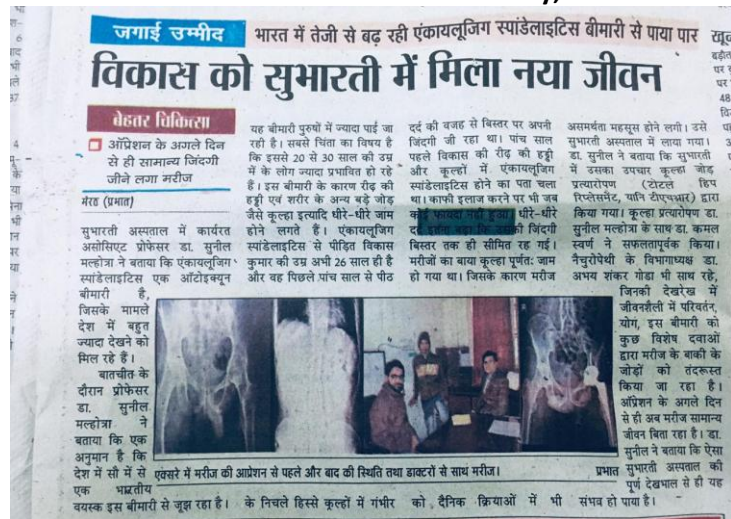 जगाई उम्मीद
भारत में तेजी से बढ़ रही एंकायलूजिग स्पांडेलाइटिस बीमारी से पाया पार
विकास को सुभारती में मिला नया जीवन
बेहतर चिकित्सा
ऑप्रेशन के अगले दिन
से ही सामान्य जिंदगी
जीने लगा मरीज
मेरठ (प्रभात)
सुभारती अस्पताल में कार्यरत
असोसिएट प्रोफेसर डा. सुनील
मल्होत्रा ने बताया कि एंकायलूजिग
स्पांडेलाइटिस एक ऑटोइक्यून
बीमारी है,
जिसके मामले
देश में बहुत
ज्यादा देखने को
मिल रहे हैं।
बातचीत के
दौरान प्रोफेसर
डा. सुनील
मल्होत्रा ने
बताया कि एक
अनुमान है कि
देश में सौ में से
एक भारतीय
वयस्क इस बीमारी से जूझ रहा है।
यह बीमारी पुरुषों में ज्यादा पाई जा
रही है। सबसे चिंता का विषय है
कि इससे 20 से 30 साल की उम्र
में के लोग ज्यादा प्रभावित हो रहे
हैं। इस बीमारी के कारण रीढ़ की
हड्डी एवं शरीर के अन्य बड़े जोड़
जैसे कूल्हा इत्यादि धीरे-धीरे जाम
होने लगते हैं। एंकायलूजिग
स्पांडेलाइटिस से पीड़ित विकास
कुमार की उम्र अभी 26 साल ही है
और वह पिछले पांच साल से पीठ
के निचले हिस्से कूल्हों में गंभीर
दर्द की वजह से बिस्तर पर अपनी
जिंदगी जी रहा था। पांच साल
पहले विकास की रीढ़ की हड्डी
और कूल्हों में एंकायलूजिग
स्पांडेलाइटिस होने का पता चला
था। काफी इलाज करने पर भी जब
कोई फायदा नहीं हुआ। धीरे-धीरे
दर्द इतना बढ़ा कि उसकी जिंदगी
बिस्तर तक ही सीमित रह गई।
मरीजों का बाया कूल्हा पूर्णतः जाम
हो गया था। जिसके कारण मरीज
को दैनिक क्रियाओं में भी
असमर्थता महसूस होने लगी। उसे
सुभारती अस्पताल में लाया गया।
डा. सुनील ने बताया कि सुभारती
में उसका उपचार कूल्हा जोड़
प्रत्यारोपण (टोटल हिप
रिप्लेसमेंट, यानि टीएचआर) द्वारा
किया गया। कूल्हा प्रत्यारोपण डा.
सुनील मल्होत्रा के साथ डा. कमल
स्वर्ण ने सफलतापूर्वक किया।
नैचुरोपैथी के विभागाध्यक्ष डा.
अभय शंकर गोडा भी साथ रहे,
जिनकी देखरेख में
जीवनशैली में परिवर्तन,
योग, इस बीमारी को
कुछ विशेष दवाओं
द्वारा मरीज के बाकी के
जोड़ों को तंदरूस्त
किया जा रहा है।
ऑप्रेशन के अगले दिन
से ही अब मरीज सामान्य
जीवन बिता रहा है। डा.
सुनील ने बताया कि ऐसा
सुभारती अस्पताल की
पूर्ण देखभाल से ही यह
संभव हो पाया है।
एक्सरे में मरीज की आप्रेशन से पहले और बाद की स्थिति तथा डाक्टरों से साथ मरीज।
प्रभात